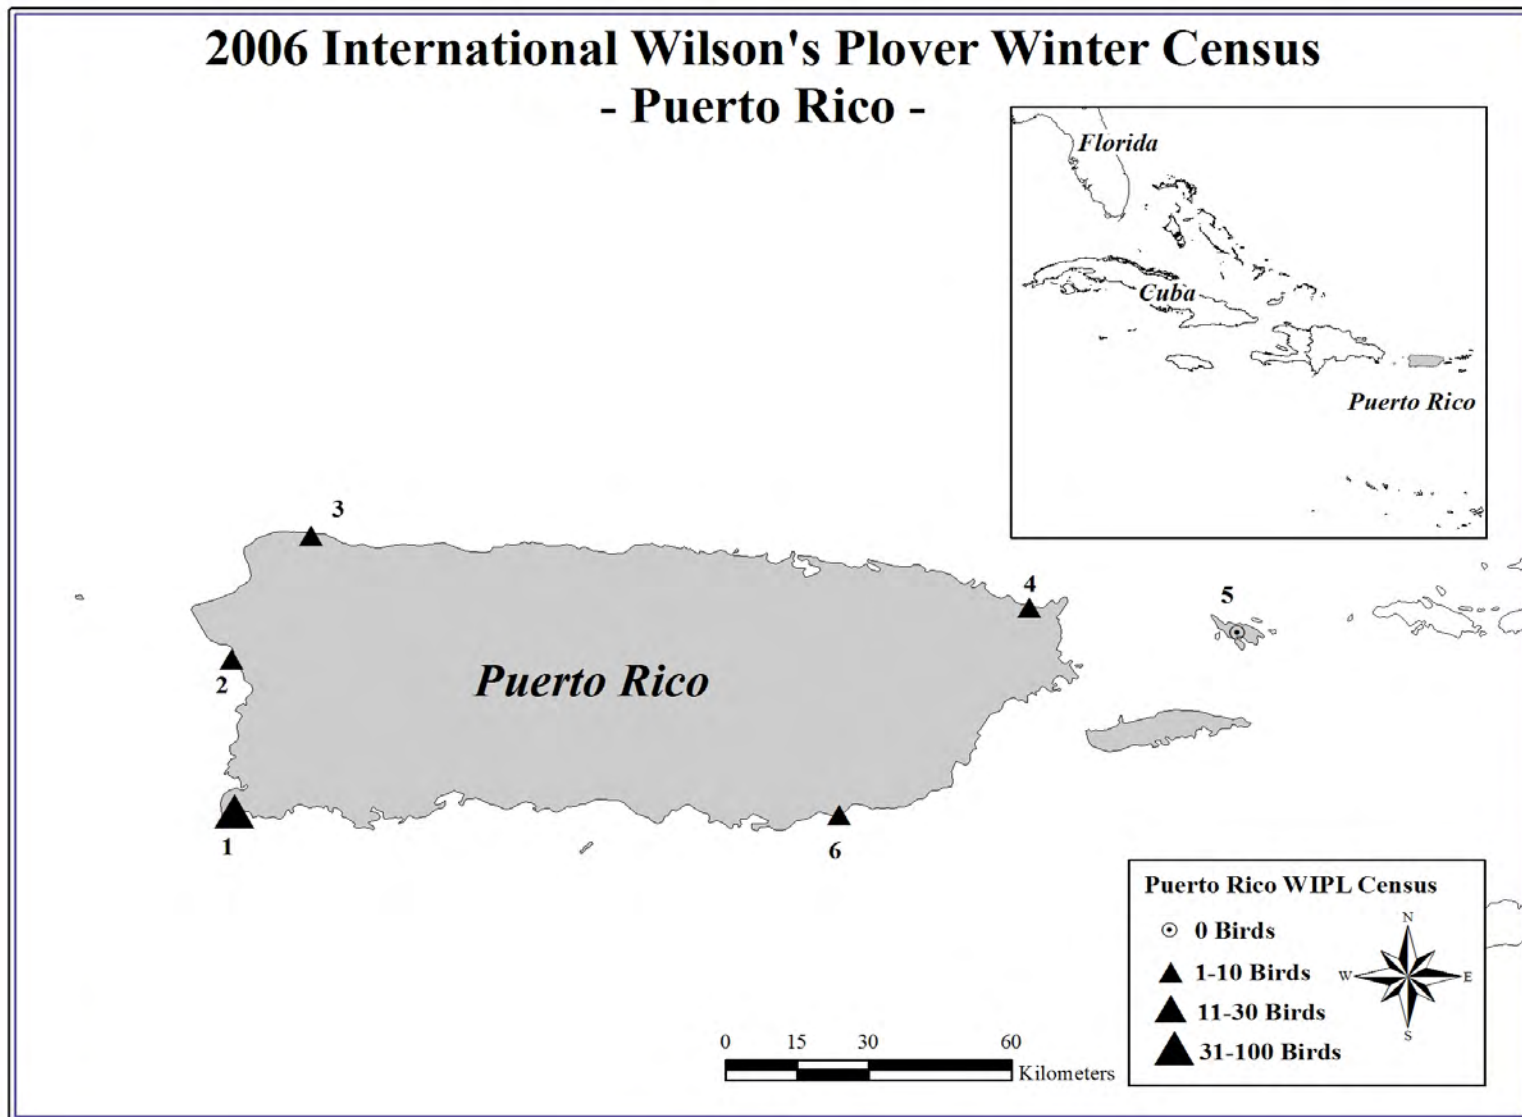 2006 International Wilson's Plover Winter Census
- Puerto Rico -
Florida
Cuba
Puerto Rico
3
4
5
2
Puerto Rico
1
6
Puerto Rico WIPL Census
0 Birds
1-10 Birds
11-30 Birds
31-100 Birds
N
W
E
S
0 15 30 60
Kilometers